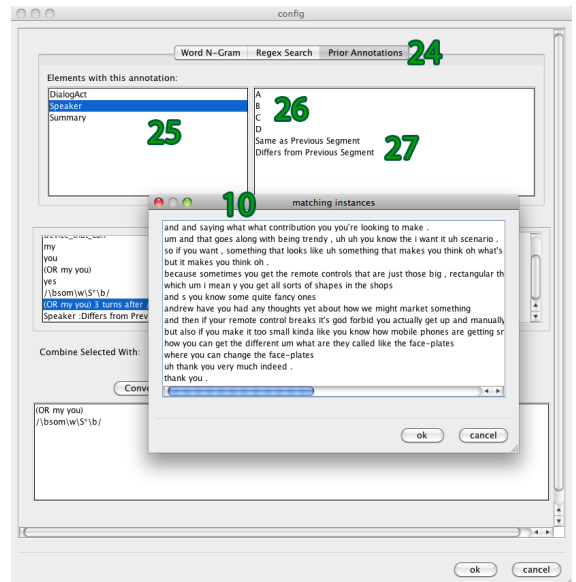 config
Word N-Gram Regex Search Prior Annotations 24
Elements with this annotation:
DialogAct
Speaker
Summary
25
A
B
C
D
Same as Previous Segment
Differs from Previous Segment
26
27
10
matching instances
and and saying what what contribution you you're looking to make .
um and that goes along with being trendy , uh uh you know the i want it uh scenario .
so if you want , something that looks like uh something that makes you think oh what's
but it makes you think oh .
because sometimes you get the remote controls that are just those big , rectangular th
which um i mean y you get all sorts of shapes in the shops
and s you know some quite fancy ones
andrew have you had any thoughts yet about how we might market something
and then if your remote control breaks it's god forbid you actually get up and manually
but also if you make it too small kinda like you know how mobile phones are getting sr
how you can get the different um what are they called like the face-plates
where you can change the face-plates
uh thank you very much indeed .
thank you .
ok cancel
my
you
(OR my you)
yes
/\bsom\w\S*\b/
(OR my you) 3 turns after /
Speaker :Differs from Prev
Combine Selected With:
Conv
(OR my you)
/\bsom\w\S*\b/
ok cancel